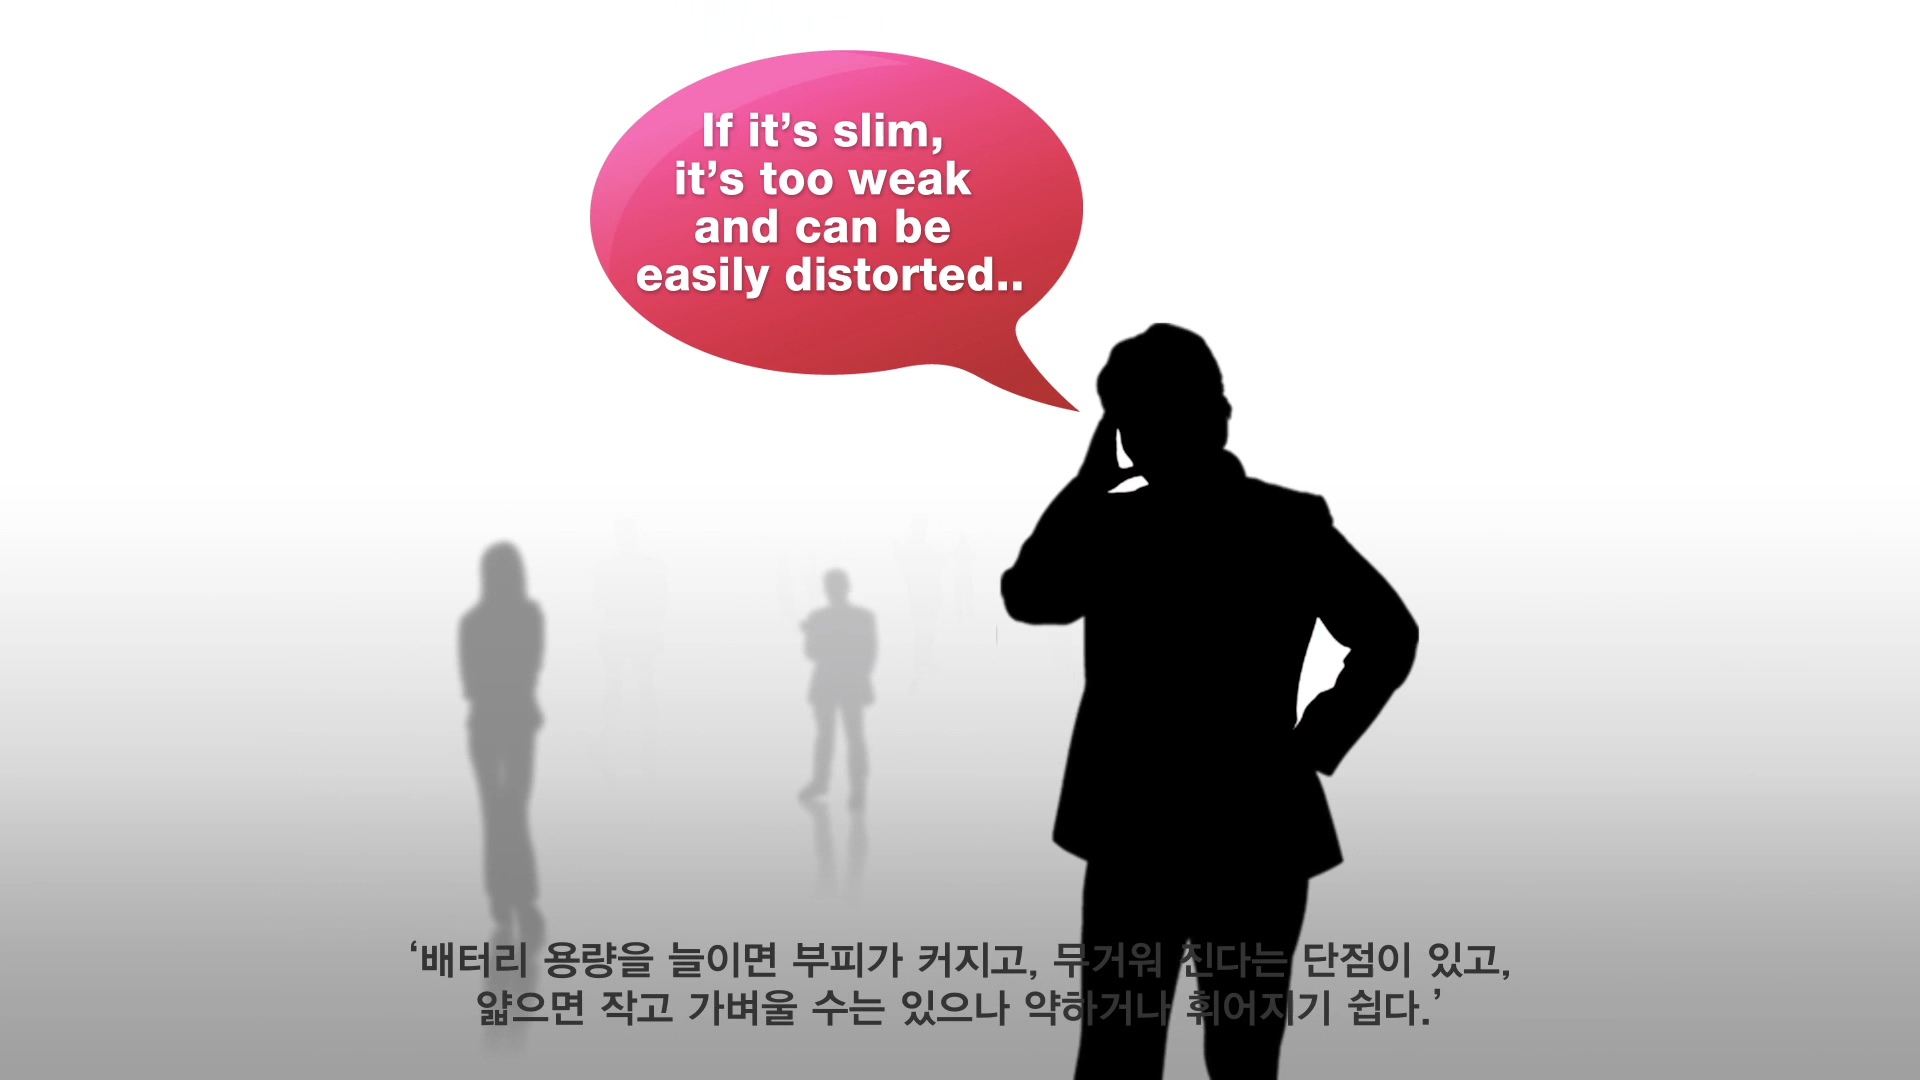 If it’s slim,
it’s too weak
and can be
easily distorted..
‘배터리 용량을 늘이면 부피가 커지고, 무거워 진다는 단점이 있고,
얇으면 작고 가벼울 수는 있으나 약하거나 휘어지기 쉽다.’